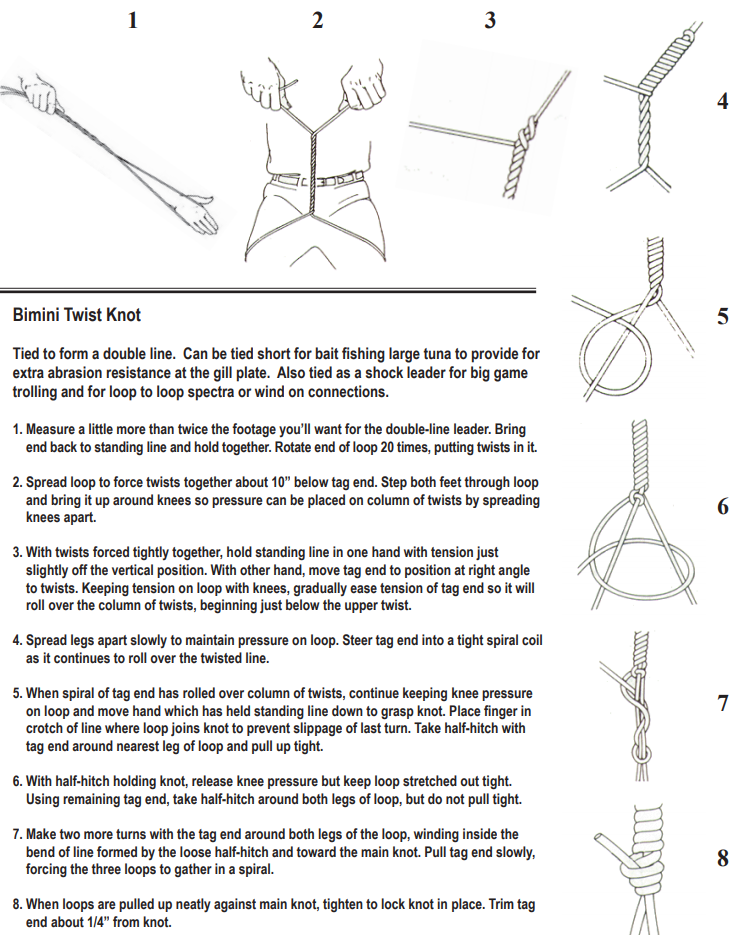 1
2
3
4
5
6
7
8
Bimini Twist Knot
Tied to form a double line. Can be tied short for bait fishing large tuna to provide for
extra abrasion resistance at the gill plate. Also tied as a shock leader for big game
trolling and for loop to loop spectra or wind on connections.
1. Measure a little more than twice the footage you'll want for the double-line leader. Bring
end back to standing line and hold together. Rotate end of loop 20 times, putting twists in it.
2. Spread loop to force twists together about 10" below tag end. Step both feet through loop
and bring it up around knees so pressure can be placed on column of twists by spreading
knees apart.
3. With twists forced tightly together, hold standing line in one hand with tension just
slightly off the vertical position. With other hand, move tag end to position at right angle
to twists. Keeping tension on loop with knees, gradually ease tension of tag end so it will
roll over the column of twists, beginning just below the upper twist.
4. Spread legs apart slowly to maintain pressure on loop. Steer tag end into a tight spiral coil
as it continues to roll over the twisted line.
5. When spiral of tag end has rolled over column of twists, continue keeping knee pressure
on loop and move hand which has held standing line down to grasp knot. Place finger in
crotch of line where loop joins knot to prevent slippage of last turn. Take half-hitch with
tag end around nearest leg of loop and pull up tight.
6. With half-hitch holding knot, release knee pressure but keep loop stretched out tight.
Using remaining tag end, take half-hitch around both legs of loop, but do not pull tight.
7. Make two more turns with the tag end around both legs of the loop, winding inside the
bend of line formed by the loose half-hitch and toward the main knot. Pull tag end slowly,
forcing the three loops to gather in a spiral.
8. When loops are pulled up neatly against main knot, tighten to lock knot in place. Trim tag
end about 1/4" from knot.